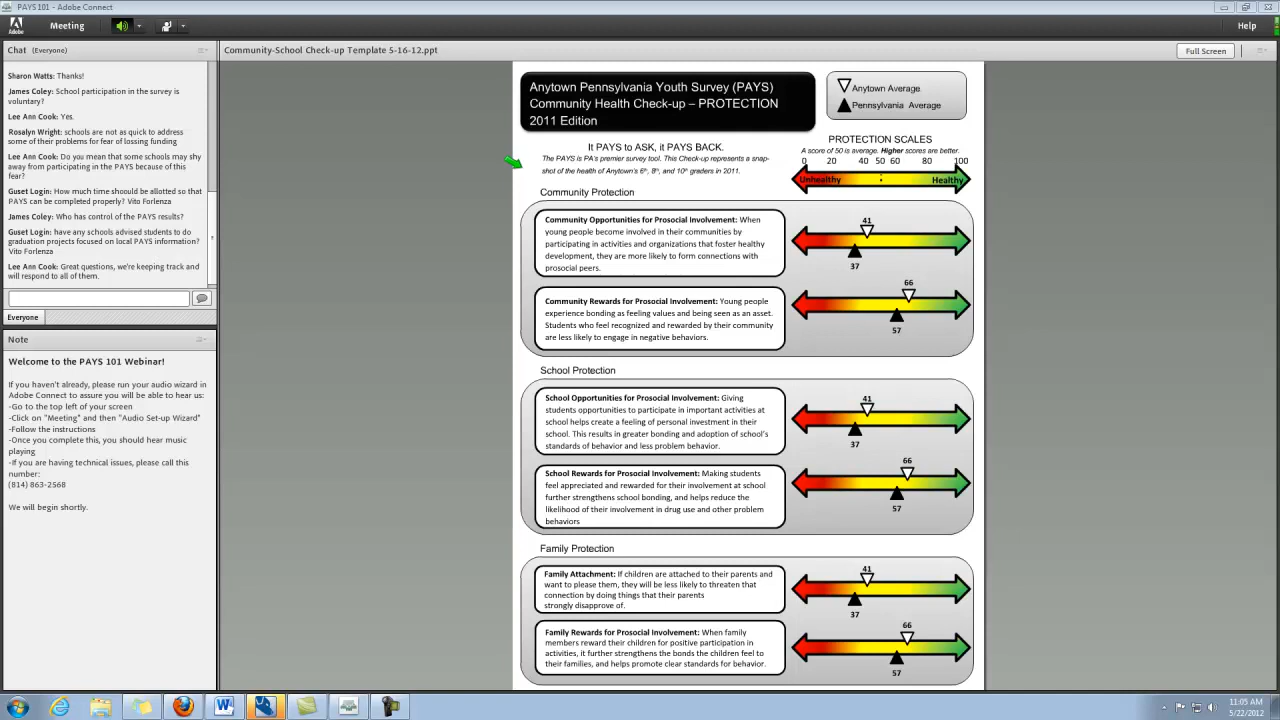 PAYS101 - Adobe Connect
Adobe
Meeting
Help
Chat (Everyone)
Sharon Watts: Thanks!
James Coley: School participation in the survey is
voluntary?
Lee Ann Cook: Yes.
Rosalyn Wright: schools are not as quick to address
some of their problems for fear of lossing funding
Lee Ann Cook: Do you mean that some schools may shy
away from participating in the PAYS because of this
fear?
Guset Login: How much time shoould be allotted so that
PAYS can be completed properly? Vito Forlenza
James Coley: Who has control of the PAYS results?
Guset Login: have any schools advised students to do
graduation projects focused on local PAYS information?
Vito Forlenza
Lee Ann Cook: Great questions, we're keeping track and
will respond to all of them.
Everyone
Note
Welcome to the PAYS 101 Webinar!
If you haven't already, please run your audio wizard in
Adobe Connect to assure you will be able to hear us:
-Go to the top left of your screen
-Click on "Meeting" and then "Audio Set-up Wizard"
-Follow the instructions
-Once you complete this, you should hear music
playing
-If you are having technical issues, please call this
number:
(814) 863-2568
We will begin shortly.
Community-School Check-up Template 5-16-12.ppt
Full Screen
Anytown Pennsylvania Youth Survey (PAYS)
Community Health Check-up – PROTECTION
2011 Edition
Anytown Average
Pennsylvania Average
It PAYS to ASK, it PAYS BACK.
The PAYS is PA's premier survey tool. This Check-up represents a snap-
shot of the health of Anytown's 6th, 8th, and 10th graders in 2011.
PROTECTION SCALES
A score of 50 is average. Higher scores are better.
0 20 40 50 60 80 100
Unhealthy Healthy
Community Protection
Community Opportunities for Prosocial Involvement: When
young people become involved in their communities by
participating in activities and organizations that foster healthy
development, they are more likely to form connections with
prosocial peers.
41
37
Community Rewards for Prosocial Involvement: Young people
experience bonding as feeling values and being seen as an asset.
Students who feel recognized and rewarded by their community
are less likely to engage in negative behaviors.
66
57
School Protection
School Opportunities for Prosocial Involvement: Giving
students opportunities to participate in important activities at
school helps create a feeling of personal investment in their
school. This results in greater bonding and adoption of school's
standards of behavior and less problem behavior.
41
37
School Rewards for Prosocial Involvement: Making students
feel appreciated and rewarded for their involvement at school
further strengthens school bonding, and helps reduce the
likelihood of their involvement in drug use and other problem
behaviors
66
57
Family Protection
Family Attachment: If children are attached to their parents and
want to please them, they will be less likely to threaten that
connection by doing things that their parents
strongly disapprove of.
41
37
Family Rewards for Prosocial Involvement: When family
members reward their children for positive participation in
activities, it further strengthens the bonds the children feel to
their families, and helps promote clear standards for behavior.
66
57
11:05 AM
5/22/2012